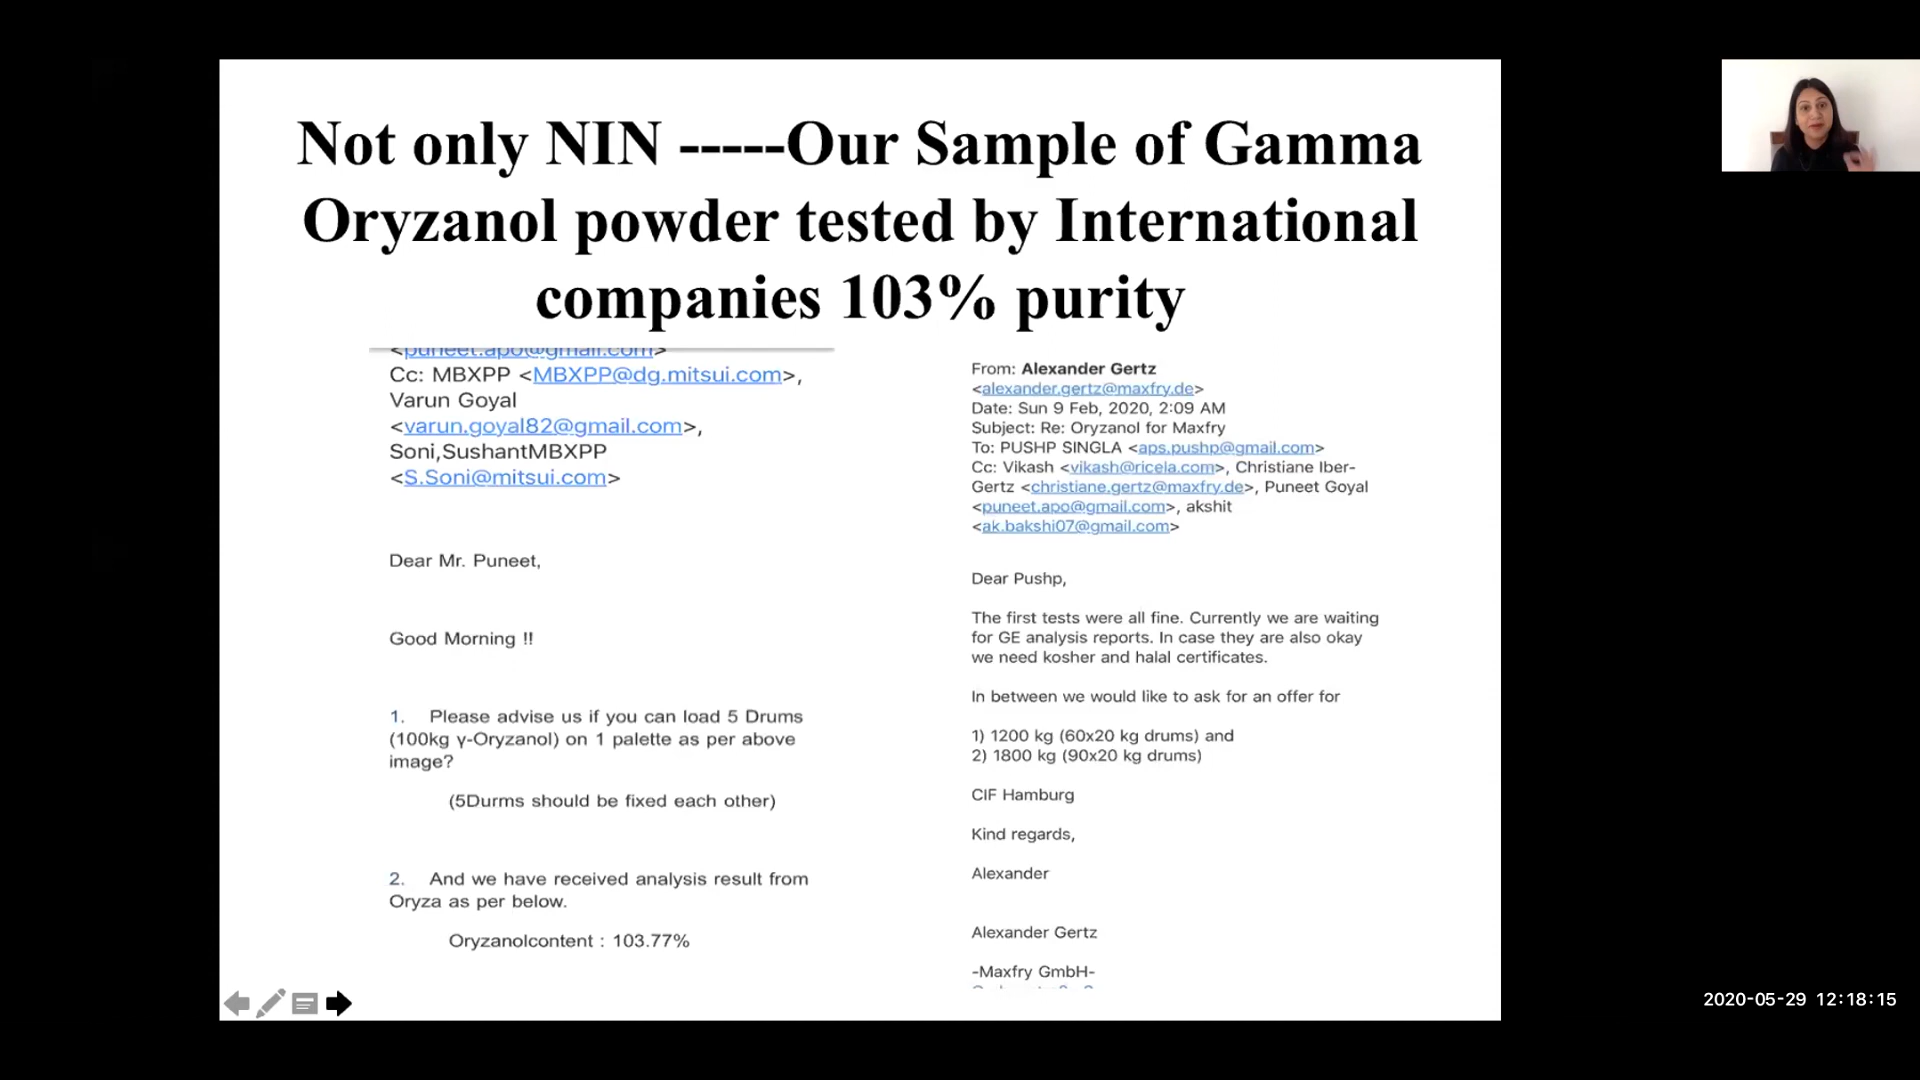 Not only NIN -----Our Sample of Gamma
Oryzanol powder tested by International
companies 103% purity
<puneet.apo@gmail.com>
Cc: MBXPP <MBXPP@dg.mitsui.com>,
Varun Goyal
<varun.goyal82@gmail.com>,
Soni,SushantMBXPP
<S.Soni@mitsui.com>
Dear Mr. Puneet,
Good Morning !!
1. Please advise us if you can load 5 Drums
(100kg γ-Oryzanol) on 1 palette as per above
image?
(5Durms should be fixed each other)
2. And we have received analysis result from
Oryza as per below.
Oryzanolcontent : 103.77%
From: Alexander Gertz
<alexander.gertz@maxfry.de>
Date: Sun 9 Feb, 2020, 2:09 AM
Subject: Re: Oryzanol for Maxfry
To: PUSHP SINGLA <aps.pushp@gmail.com>
Cc: Vikash <vikash@ricela.com>, Christiane Iber-
Gertz <christiane.gertz@maxfry.de>, Puneet Goyal
<puneet.apo@gmail.com>, akshit
<ak.bakshi07@gmail.com>
Dear Pushp,
The first tests were all fine. Currently we are waiting
for GE analysis reports. In case they are also okay
we need kosher and halal certificates.
In between we would like to ask for an offer for
1) 1200 kg (60x20 kg drums) and
2) 1800 kg (90x20 kg drums)
CIF Hamburg
Kind regards,
Alexander
Alexander Gertz
-Maxfry GmbH-
2020-05-29 12:18:15